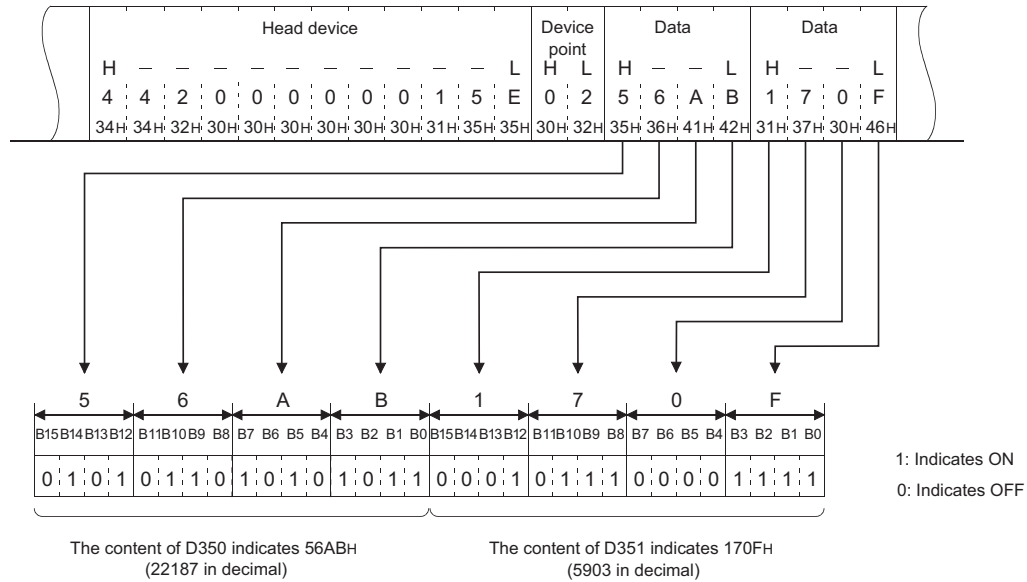 Head device Device point Data Data
H – – – – – – – – – – L H L H – – L H – – L
4 4 2 0 0 0 0 0 0 1 5 E 0 2 5 6 A B 1 7 0 F
34H 34H 32H 30H 30H 30H 30H 30H 30H 31H 35H 35H 30H 32H 35H 36H 41H 42H 31H 37H 30H 46H
5 6 A B 1 7 0 F
B15 B14 B13 B12 B11 B10 B9 B8 B7 B6 B5 B4 B3 B2 B1 B0 B15 B14 B13 B12 B11 B10 B9 B8 B7 B6 B5 B4 B3 B2 B1 B0
0 1 0 1 0 1 1 0 1 0 1 0 1 0 1 1 0 0 0 1 0 1 1 1 0 0 0 0 1 1 1 1
1: Indicates ON
0: Indicates OFF
The content of D350 indicates 56ABH
(22187 in decimal)
The content of D351 indicates 170FH
(5903 in decimal)